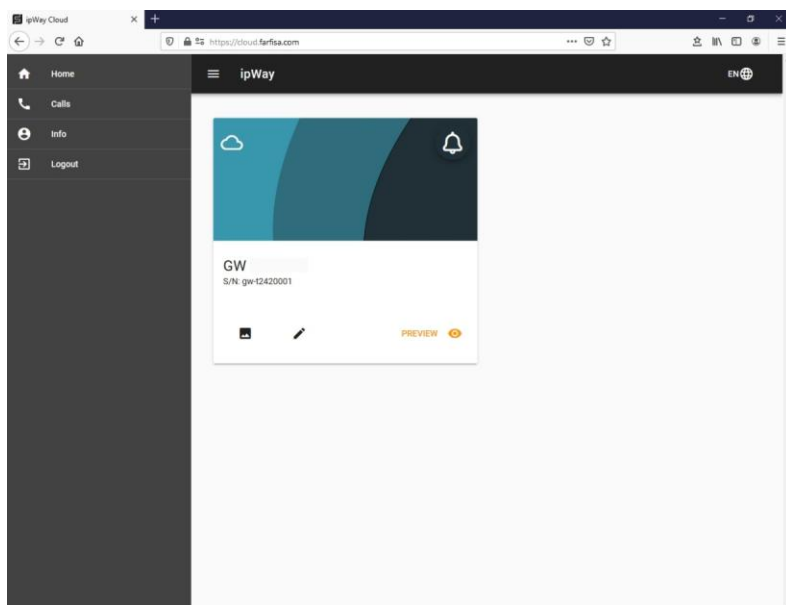 ipWay Cloud
https://cloud.farfisa.com
Home
Calls
Info
Logout
ipWay
EN
GW
S/N: gw-t2420001
PREVIEW